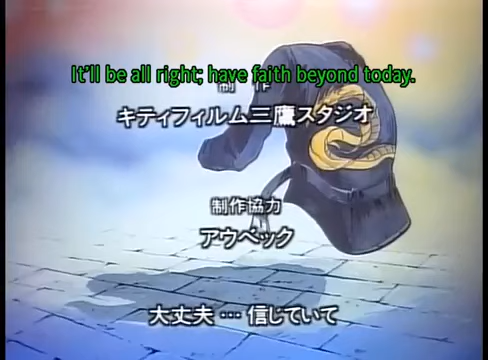 It'll be all right; have faith beyond today.
制 作
キティフィルム三鷹スタジオ
制作協力
アウベック
大丈夫…信じていて